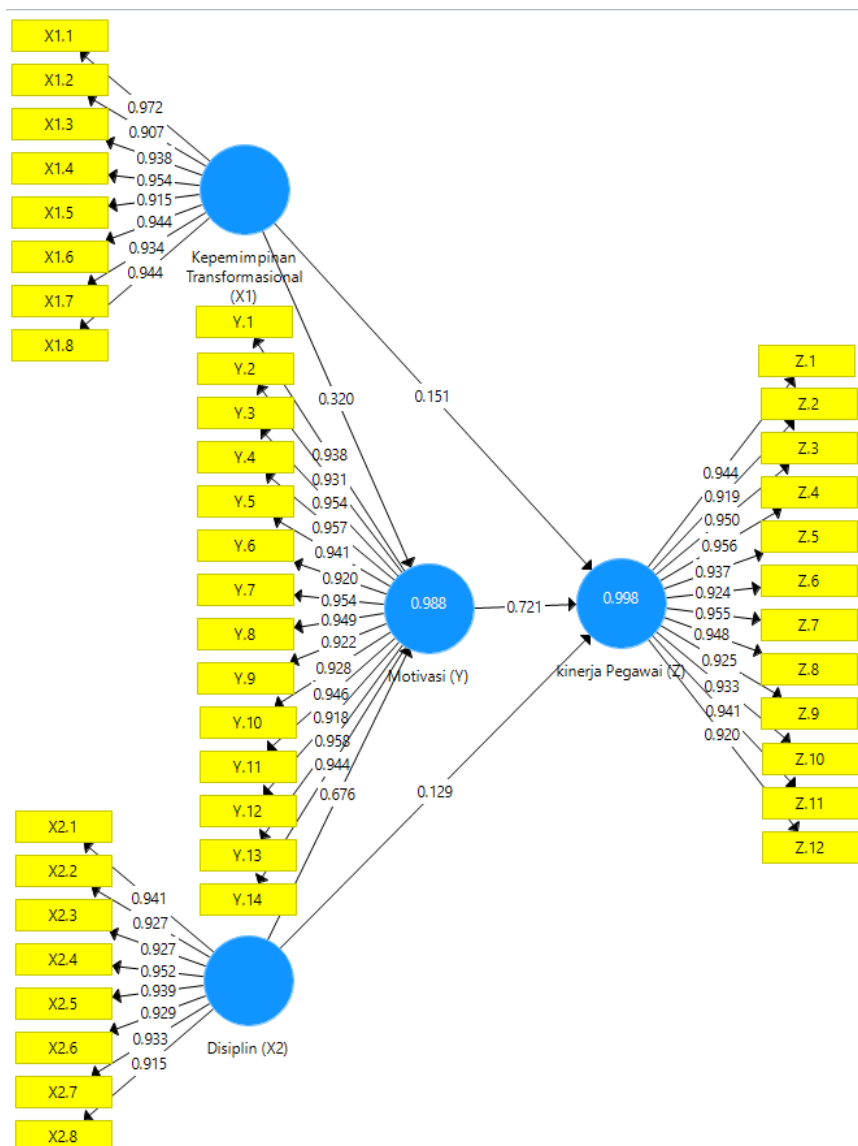 X1.1
X1.2
X1.3
X1.4
X1.5
X1.6
X1.7
X1.8
0.972
0.907
0.938
0.954
0.915
0.944
0.934
0.944
Kepemimpinan
Transformasional
(X1)
Y.1
Y.2
Y.3
Y.4
Y.5
Y.6
Y.7
Y.8
Y.9
Y.10
Y.11
Y.12
Y.13
Y.14
0.320
0.938
0.931
0.954
0.957
0.941
0.920
0.954
0.949
0.922
0.928
0.946
0.918
0.958
0.944
0.676
0.988
Motivasi (Y)
0.151
0.721
0.129
0.998
kinerja Pegawai (Z)
0.944
0.919
0.950
0.956
0.937
0.924
0.955
0.948
0.925
0.933
0.941
0.920
Z.1
Z.2
Z.3
Z.4
Z.5
Z.6
Z.7
Z.8
Z.9
Z.10
Z.11
Z.12
X2.1
X2.2
X2.3
X2.4
X2.5
X2.6
X2.7
X2.8
0.941
0.927
0.927
0.952
0.939
0.929
0.933
0.915
Disiplin (X2)